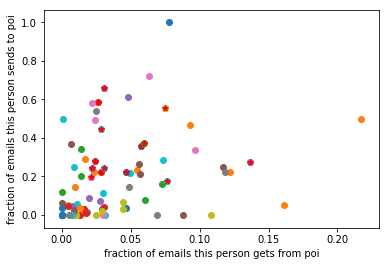 fraction of emails this person sends to poi
1.0
0.8
0.6
0.4
0.2
0.0
0.00 0.05 0.10 0.15 0.20
fraction of emails this person gets from poi